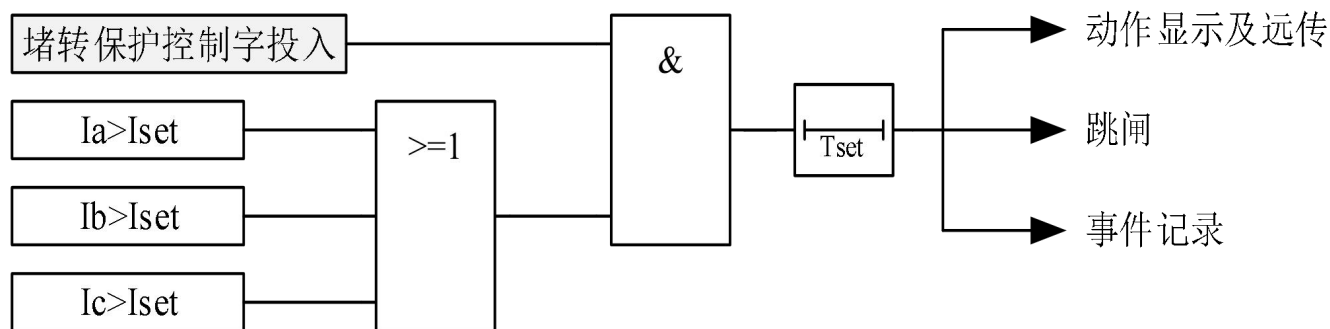 堵转保护控制字投入
Ia>Iset
Ib>Iset
Ic>Iset
>=1
&
Tset
动作显示及远传
跳闸
事件记录